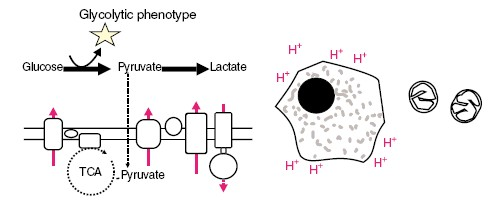 Glycolytic phenotype
Glucose
Pyruvate
Lactate
TCA
Pyruvate
H+
H+
H+
H+
H+
H+
H+
H+
H+